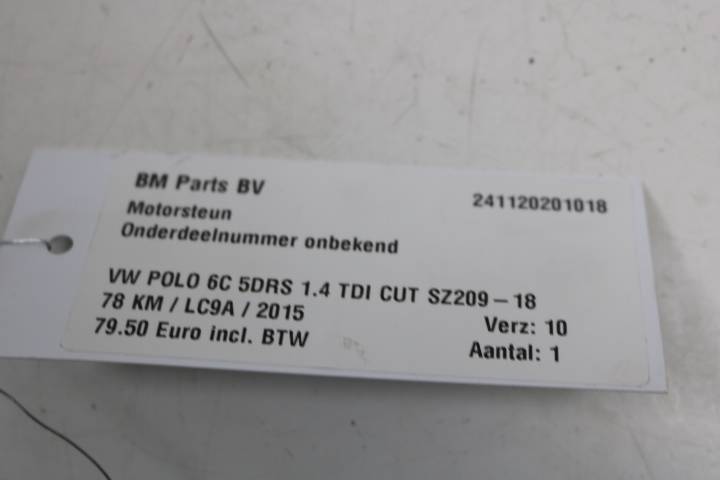 BM Parts BV 241120201018
Motorsteun
Onderdeelnummer onbekend
VW POLO 6C 5DRS 1.4 TDI CUT SZ209 – 18
78 KM / LC9A / 2015 Verz: 10
79.50 Euro incl. BTW Aantal: 1